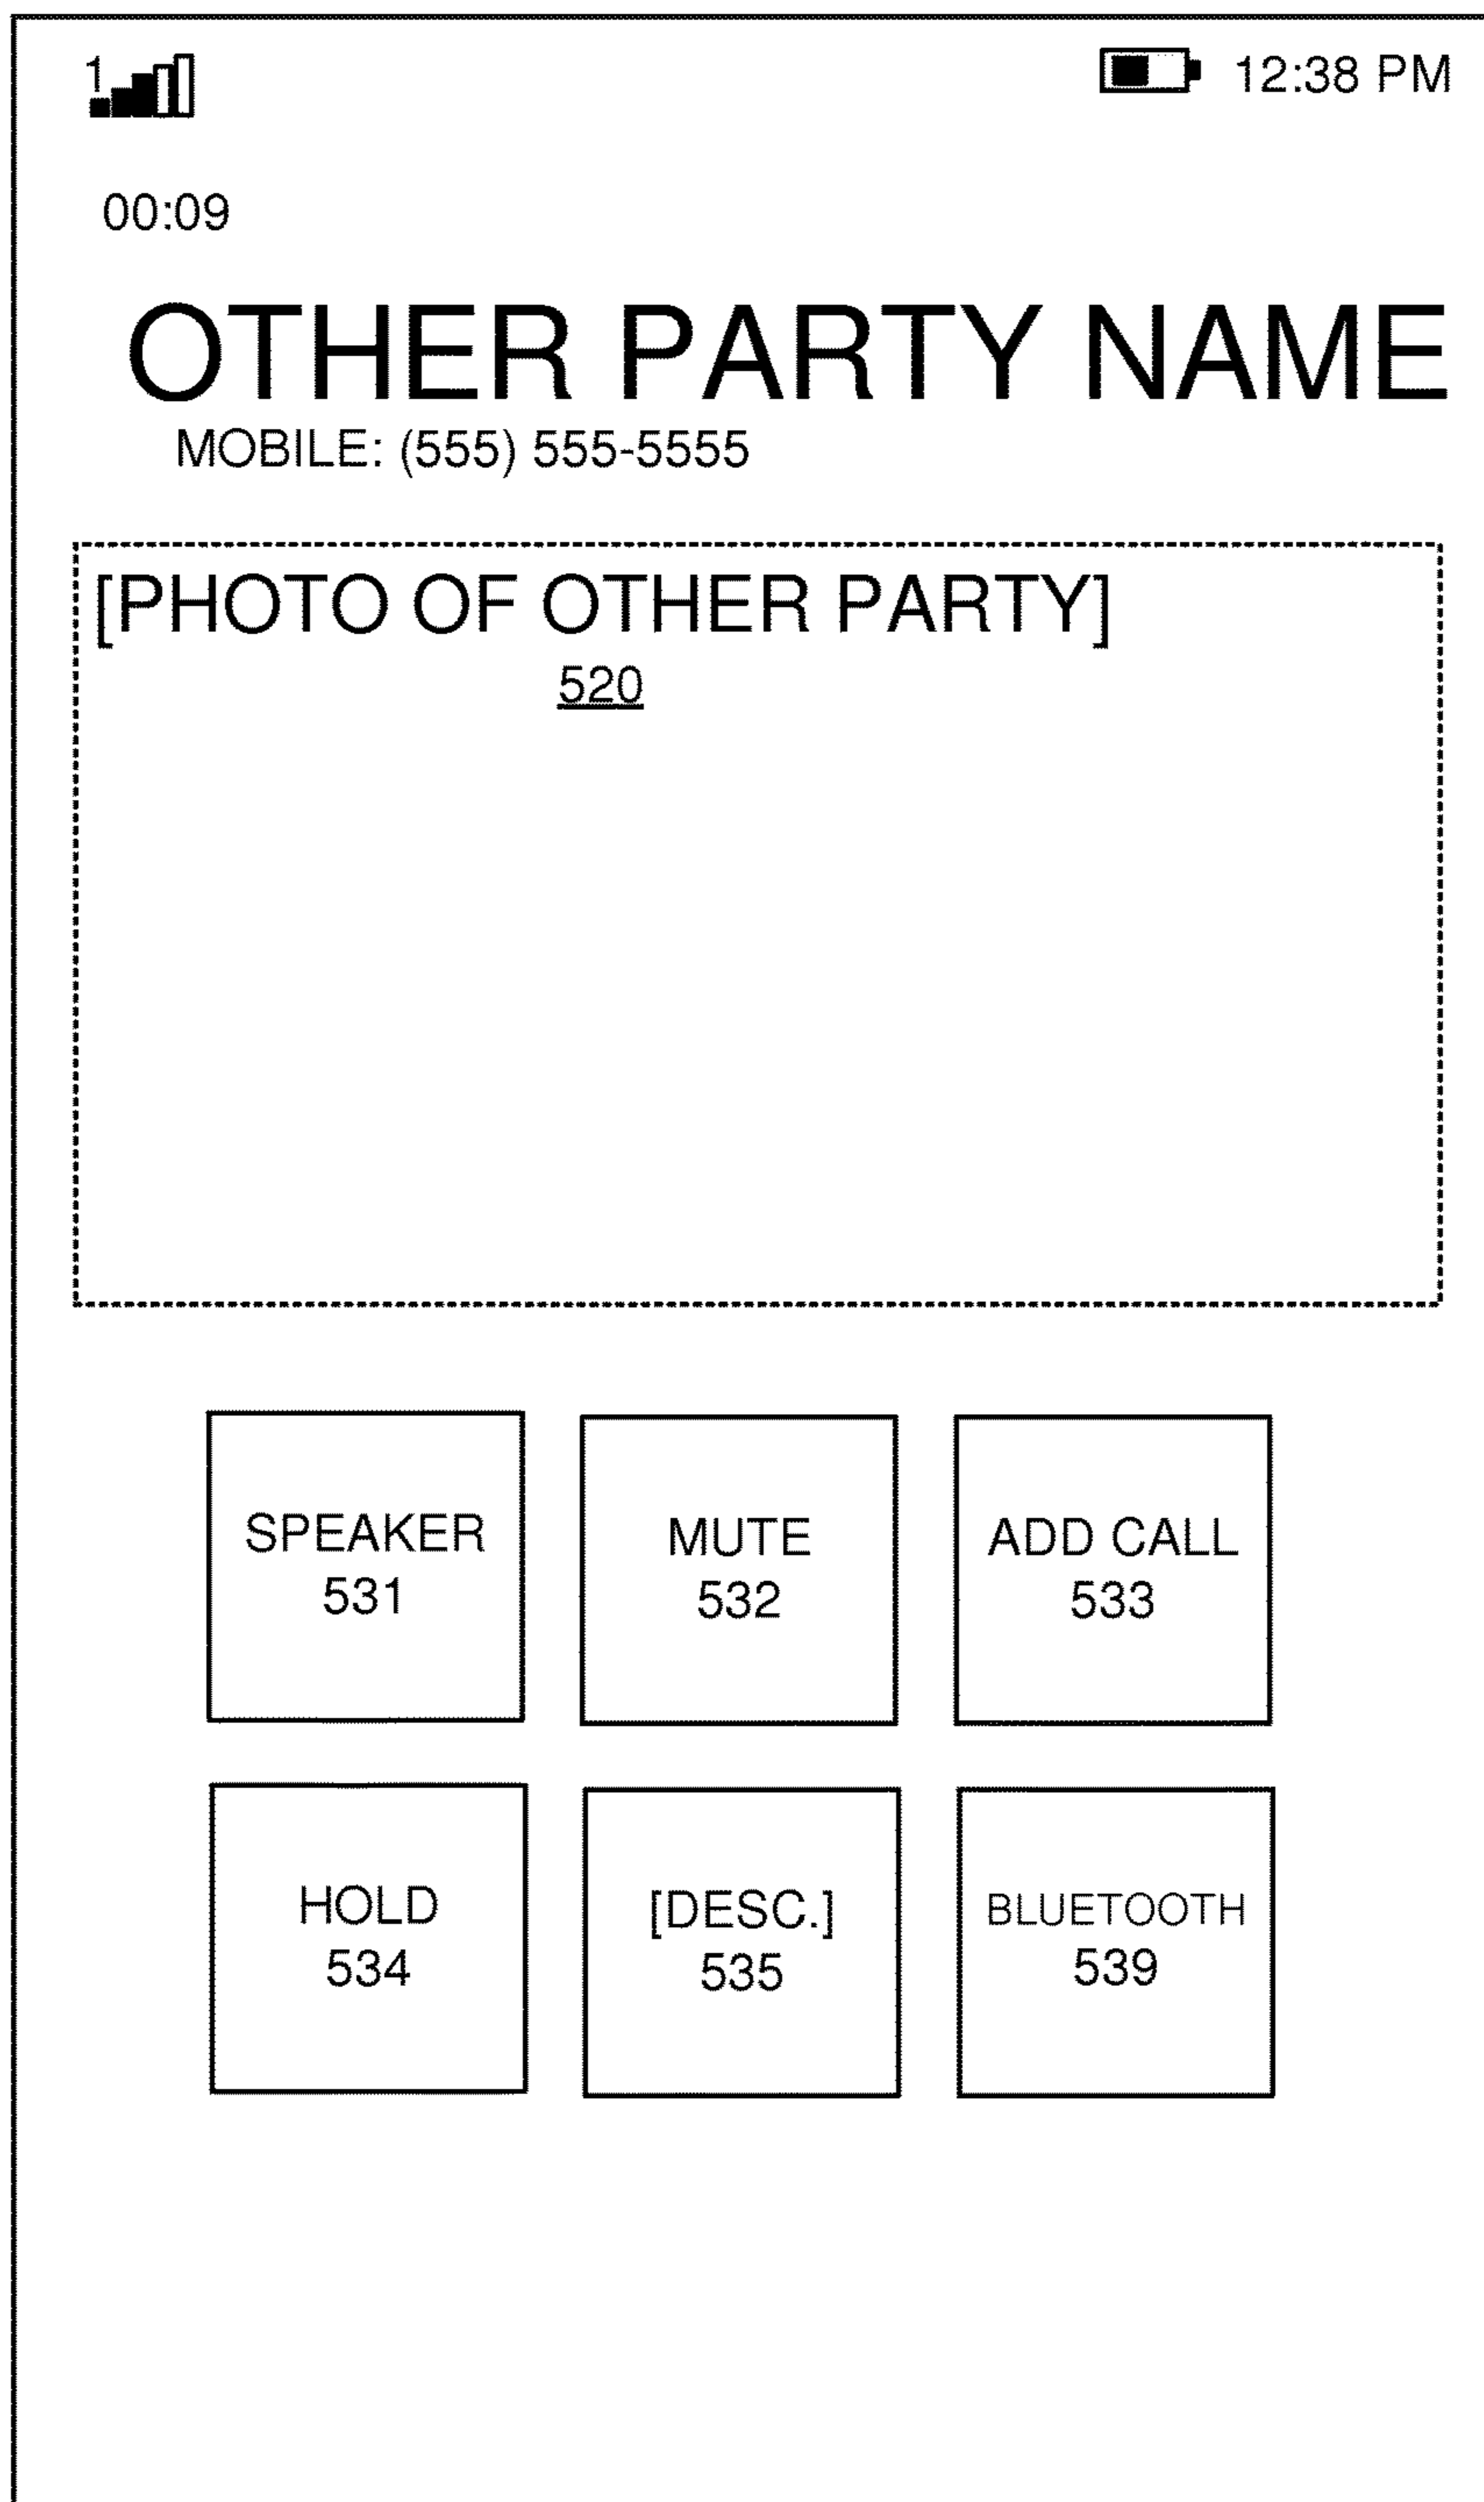 1
12:38 PM
00:09
OTHER PARTY NAME
MOBILE: (555) 555-5555
[PHOTO OF OTHER PARTY]
520
SPEAKER
531
MUTE
532
ADD CALL
533
HOLD
534
[DESC.]
535
BLUETOOTH
539